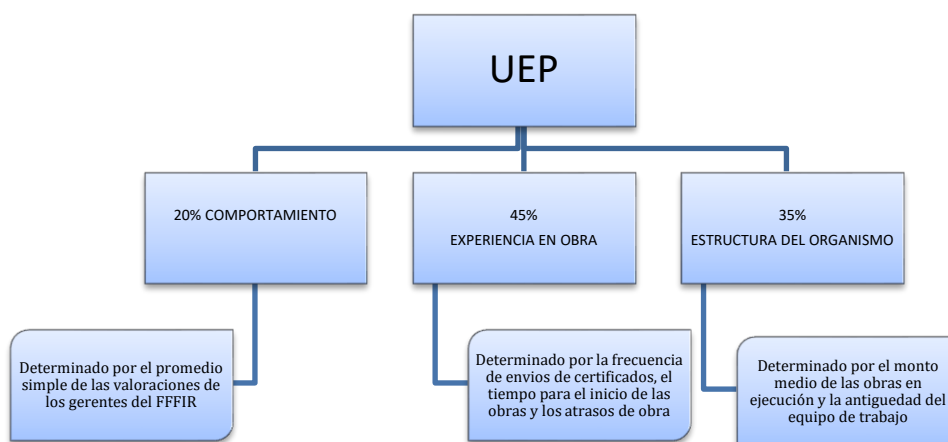 UEP
20% COMPORTAMIENTO
45%
EXPERIENCIA EN OBRA
35%
ESTRUCTURA DEL ORGANISMO
Determinado por el promedio
simple de las valoraciones de
los gerentes del FFFIR
Determinado por la frecuencia
de envios de certificados, el
tiempo para el inicio de las
obras y los atrasos de obra
Determinado por el monto
medio de las obras en
ejecución y la antiguedad del
equipo de trabajo